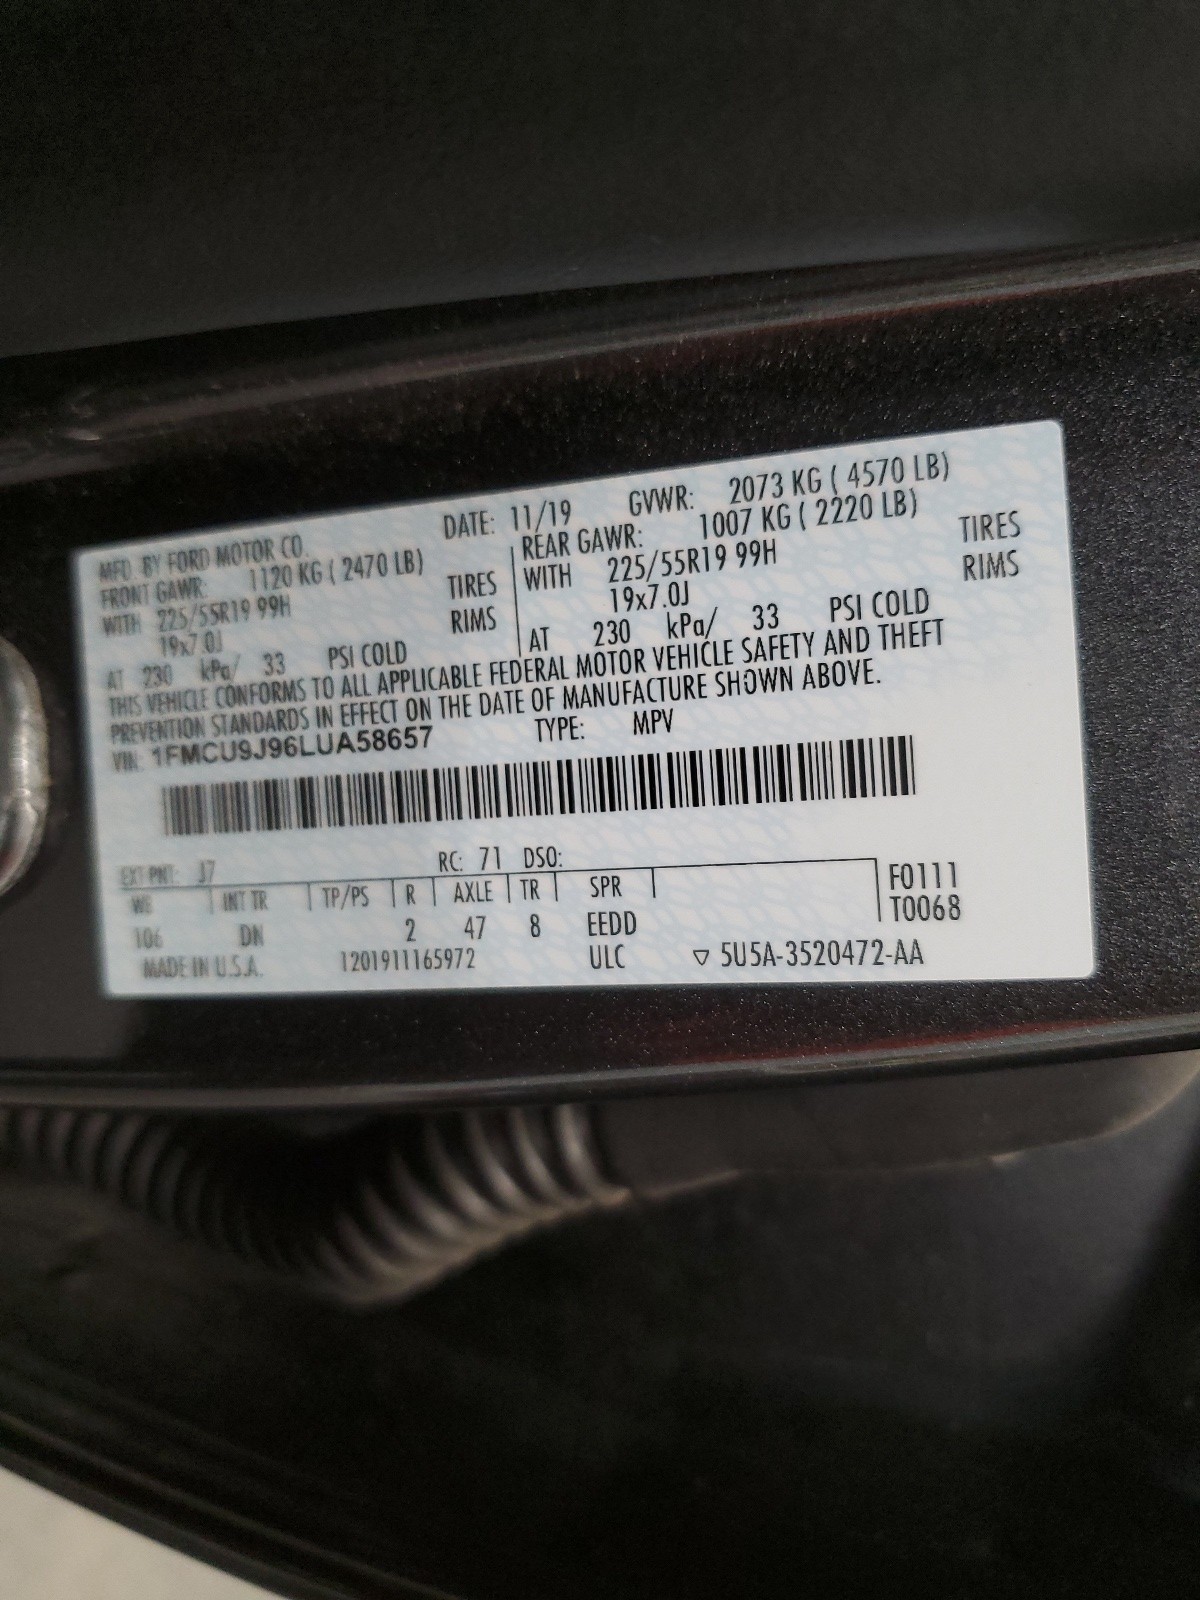 MFD. BY FORD MOTOR CO. DATE: 11/19 GVWR: 2073 KG ( 4570 LB)
FRONT GAWR: 1120 KG ( 2470 LB) REAR GAWR: 1007 KG ( 2220 LB)
WITH 225/55R19 99H TIRES WITH 225/55R19 99H TIRES
19x7.0J RIMS 19x7.0J RIMS
AT 230 kPa/ 33 PSI COLD AT 230 kPa/ 33 PSI COLD
THIS VEHICLE CONFORMS TO ALL APPLICABLE FEDERAL MOTOR VEHICLE SAFETY AND THEFT
PREVENTION STANDARDS IN EFFECT ON THE DATE OF MANUFACTURE SHOWN ABOVE.
VIN: 1FMCU9J96LUA58657 TYPE: MPV
EXT PNT: J7 RC: 71 DSO:
WB INT TR TP/PS R AXLE TR SPR F0111
106 DN 2 47 8 EEDD T0068
MADE IN U.S.A. 1201911165972 ULC ▽ 5U5A-3520472-AA